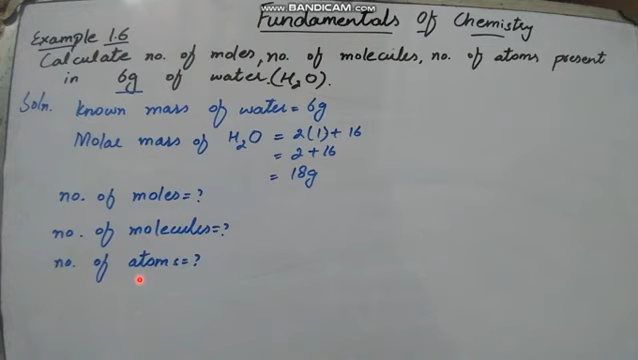 WWW.BANDICAM.COM
Fundamentals Of Chemistry
Example 1.6
Calculate no. of moles, no. of molecules, no. of atoms present
in 6g of water.(H₂O).
Soln. Known mass of water = 6g
Molar mass of H₂O = 2(1) + 16
= 2 + 16
= 18g
no. of moles = ?
no. of molecules = ?
no. of atoms = ?